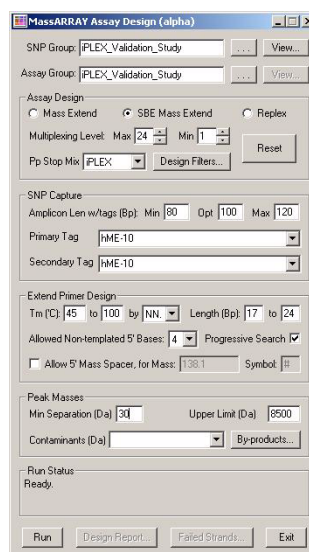 MassARRAY Assay Design (alpha)
SNP Group: iPLEX_Validation_Study ... View...
Assay Group: iPLEX_Validation_Study ... View...
Assay Design
Mass Extend SBE Mass Extend Replex
Multiplexing Level: Max 24 Min 1
Reset
Pp Stop Mix iPLEX Design Filters...
SNP Capture
Amplicon Len w/tags (Bp): Min 80 Opt 100 Max 120
Primary Tag hME-10
Secondary Tag hME-10
Extend Primer Design
Tm (°C): 45 to 100 by NN. Length (Bp): 17 to 24
Allowed Non-templated 5' Bases: 4 Progressive Search
Allow 5' Mass Spacer, for Mass: 138.1 Symbol: #
Peak Masses
Min Separation (Da) 30 Upper Limit (Da) 8500
Contaminants (Da) By-products...
Run Status
Ready.
Run Design Report... Failed Strands... Exit